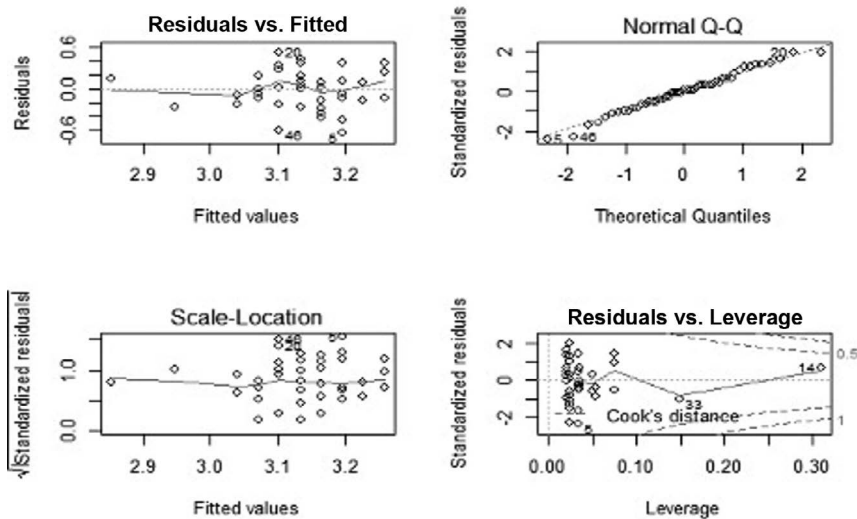 Residuals vs. Fitted
Residuals
0.6
0.0
-0.6
20
46
5
2.9 3.0 3.1 3.2
Fitted values
Normal Q-Q
Standardized residuals
2
0
-2
20
5 46
-2 -1 0 1 2
Theoretical Quantiles
Scale-Location
√|Standardized residuals|
1.0
0.0
46
20
5
2.9 3.0 3.1 3.2
Fitted values
Residuals vs. Leverage
Standardized residuals
2
0
-2
14
33
5
Cook's distance
0.5
1
0.00 0.10 0.20 0.30
Leverage